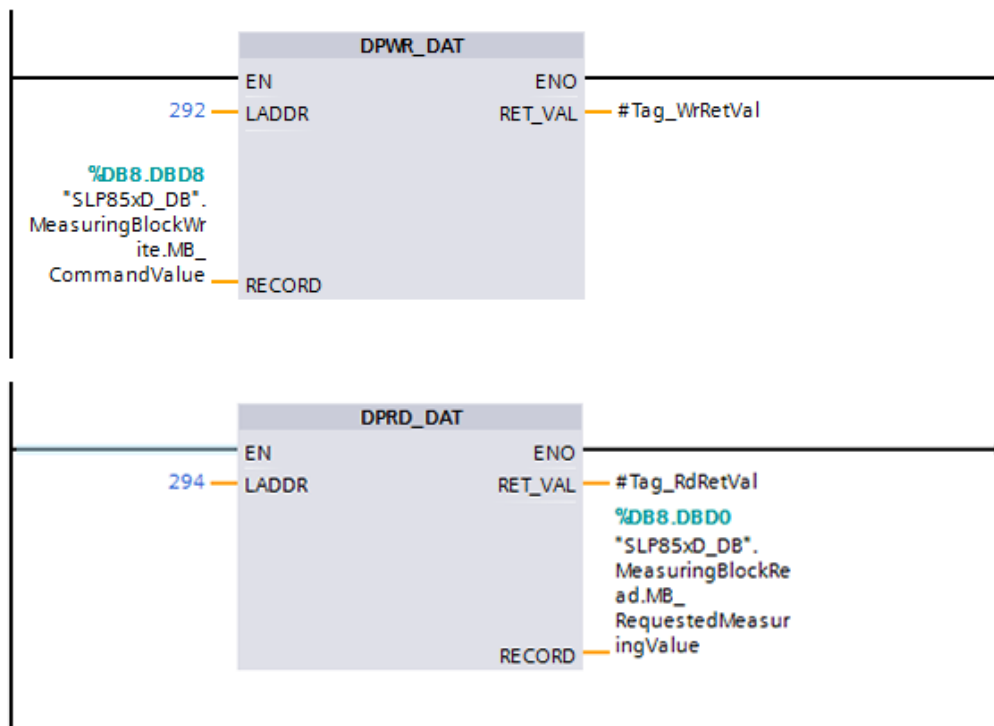 DPWR_DAT
EN ENO
292 LADDR RET_VAL #Tag_WrRetVal
%DB8.DBD8
"SLP85xD_DB".
MeasuringBlockWr
ite.MB_
CommandValue
RECORD
DPRD_DAT
EN ENO
294 LADDR RET_VAL #Tag_RdRetVal
%DB8.DBD0
"SLP85xD_DB".
MeasuringBlockRe
ad.MB_
RequestedMeasur
ingValue
RECORD